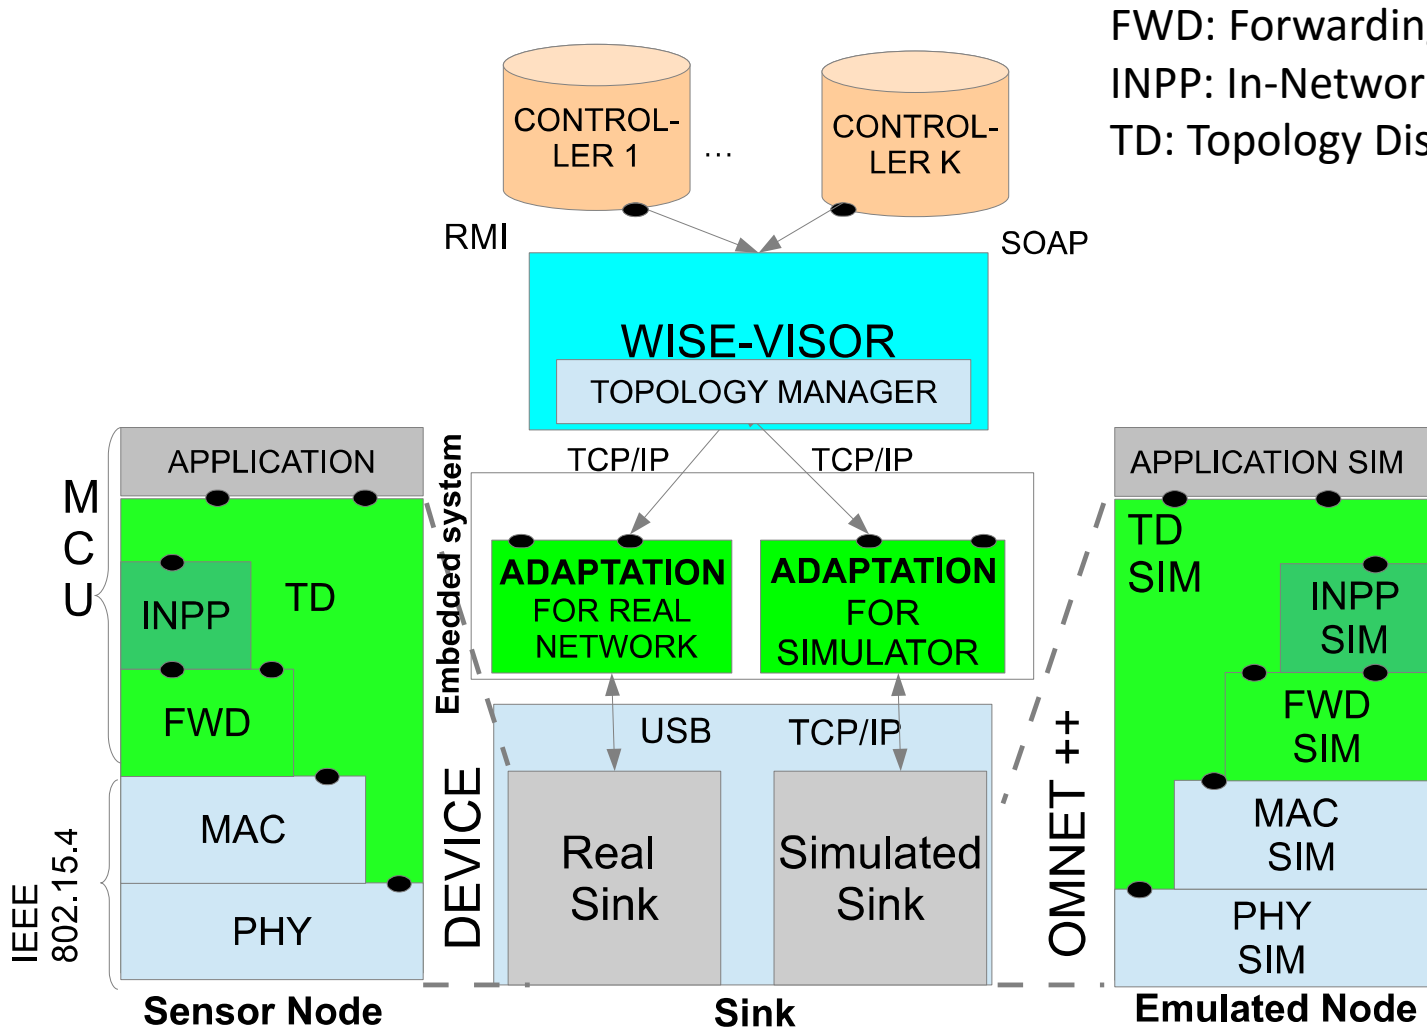 FWD: Forwarding
INPP: In-Networ
TD: Topology Dis
CONTROL-
LER 1
...
CONTROL-
LER K
RMI
SOAP
WISE-VISOR
TOPOLOGY MANAGER
TCP/IP
TCP/IP
Embedded system
ADAPTATION
FOR REAL
NETWORK
ADAPTATION
FOR
SIMULATOR
USB
TCP/IP
DEVICE
Real
Sink
Simulated
Sink
Sink
M
C
U
APPLICATION
TD
INPP
FWD
MAC
PHY
IEEE
802.15.4
Sensor Node
OMNET ++
APPLICATION SIM
TD
SIM
INPP
SIM
FWD
SIM
MAC
SIM
PHY
SIM
Emulated Node